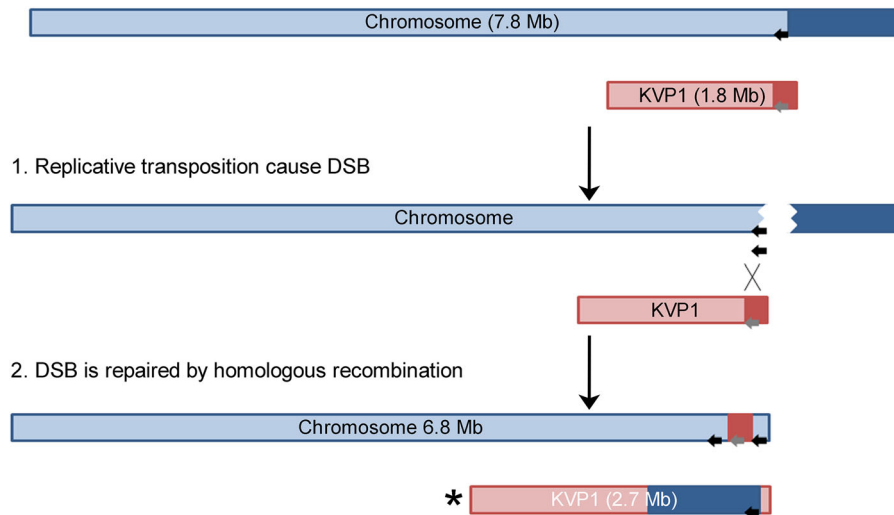 Chromosome (7.8 Mb)
KVP1 (1.8 Mb)
1. Replicative transposition cause DSB
Chromosome
KVP1
2. DSB is repaired by homologous recombination
Chromosome 6.8 Mb
* KVP1 (2.7 Mb)